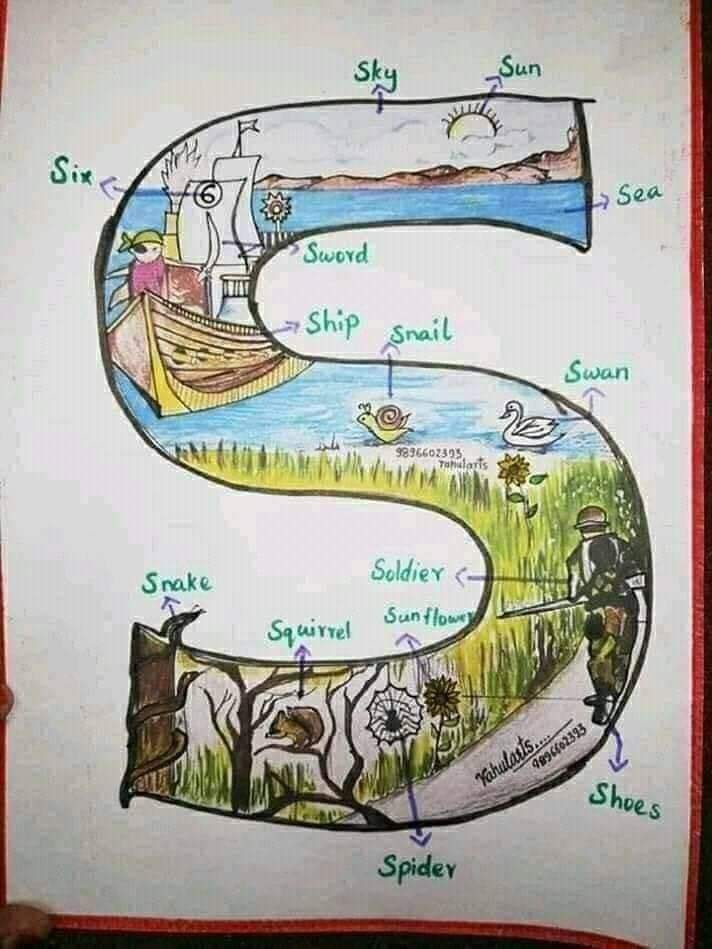 Sky
Sun
Six
6
Sea
Sword
Ship
Snail
Swan
9896602393
rahularts
Soldier
Snake
Sunflower
Squirrel
rahularts....
9896602393
Shoes
Spider